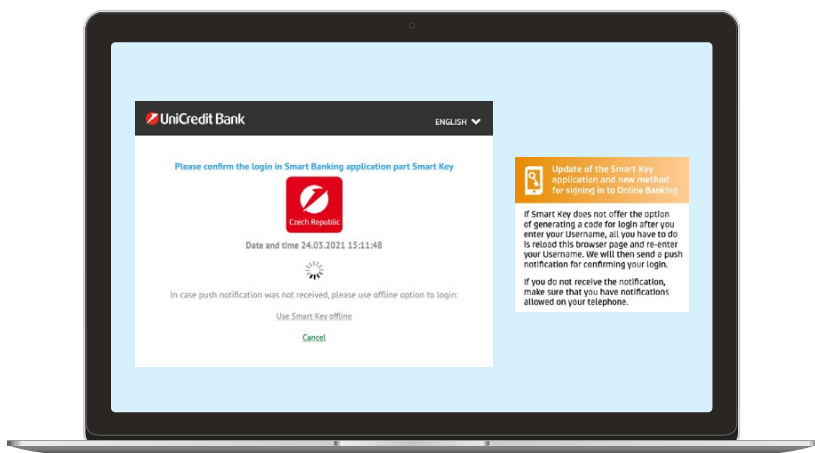 UniCredit Bank
ENGLISH
Please confirm the login in Smart Banking application part Smart Key
Czech Republic
Date and time 24.03.2021 15:11:48
In case push notification was not received, please use offline option to login:
Use Smart Key offline
Cancel
Update of the Smart Key
application and new method
for signing in to Online Banking
If Smart Key does not offer the option
of generating a code for login after you
enter your Username, all you have to do
is reload this browser page and re-enter
your Username. We will then send a push
notification for confirming your login.
If you do not receive the notification,
make sure that you have notifications
allowed on your telephone.